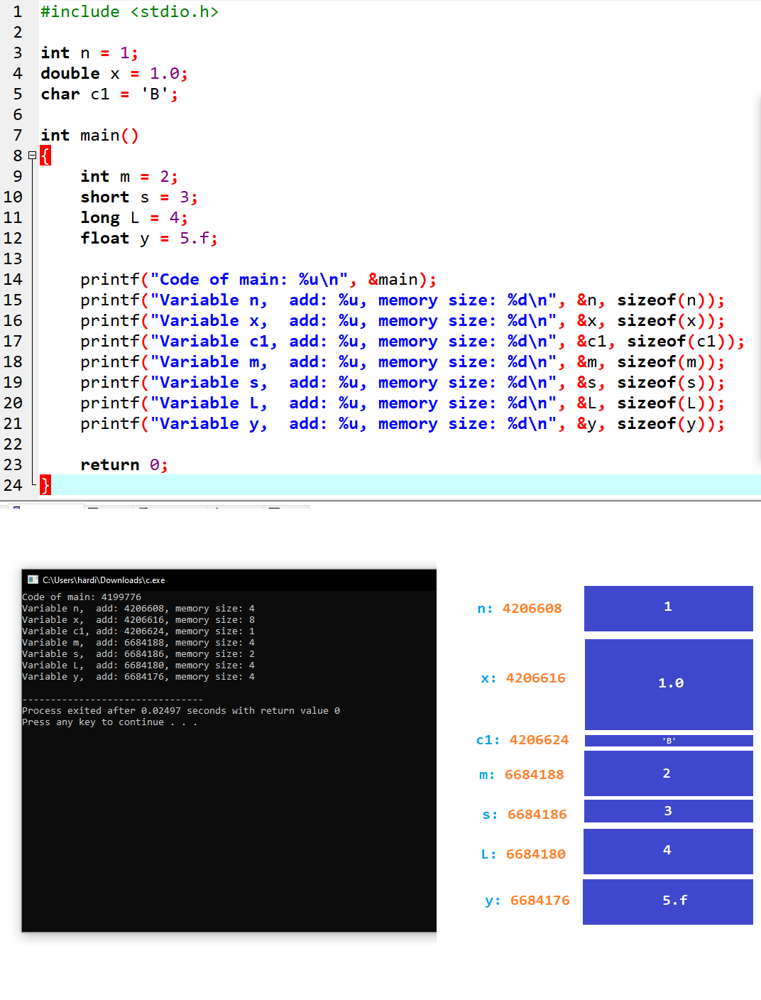 1 #include <stdio.h>
2
3 int n = 1;
4 double x = 1.0;
5 char c1 = 'B';
6
7 int main()
8 {
9 int m = 2;
10 short s = 3;
11 long L = 4;
12 float y = 5.f;
13
14 printf("Code of main: %u\n", &main);
15 printf("Variable n,  add: %u, memory size: %d\n", &n, sizeof(n));
16 printf("Variable x,  add: %u, memory size: %d\n", &x, sizeof(x));
17 printf("Variable c1, add: %u, memory size: %d\n", &c1, sizeof(c1));
18 printf("Variable m,  add: %u, memory size: %d\n", &m, sizeof(m));
19 printf("Variable s,  add: %u, memory size: %d\n", &s, sizeof(s));
20 printf("Variable L,  add: %u, memory size: %d\n", &L, sizeof(L));
21 printf("Variable y,  add: %u, memory size: %d\n", &y, sizeof(y));
22
23 return 0;
24 }
C:\Users\hardi\Downloads\c.exe
Code of main: 4199776
Variable n,  add: 4206608, memory size: 4
Variable x,  add: 4206616, memory size: 8
Variable c1, add: 4206624, memory size: 1
Variable m,  add: 6684188, memory size: 4
Variable s,  add: 6684186, memory size: 2
Variable L,  add: 6684180, memory size: 4
Variable y,  add: 6684176, memory size: 4
--------------------------------
Process exited after 0.02497 seconds with return value 0
Press any key to continue . . .
n: 4206608 1
x: 4206616 1.0
c1: 4206624 'B'
m: 6684188 2
s: 6684186 3
L: 6684180 4
y: 6684176 5.f